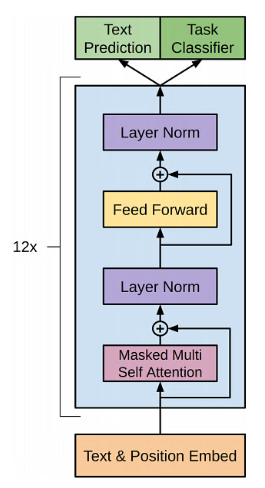 Text
Prediction
Task
Classifier
Layer Norm
Feed Forward
12x
Layer Norm
Masked Multi
Self Attention
Text & Position Embed